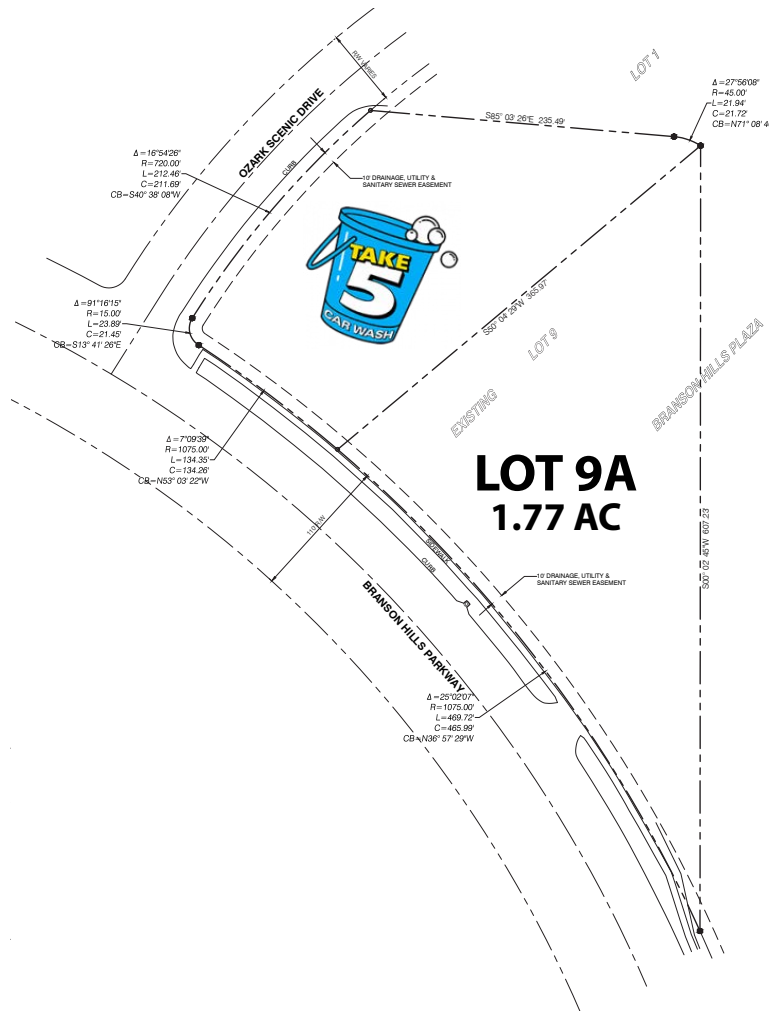 LOT 1
R/W VARIES
Δ=27°56'08"
R=45.00'
L=21.94'
C=21.72'
CB=N71° 08' 4
S85° 03' 26"E 235.49'
OZARK SCENIC DRIVE
CURB
Δ=16°54'26"
R=720.00'
L=212.46'
C=211.69'
CB=S40° 38' 08"W
10' DRAINAGE, UTILITY &
SANITARY SEWER EASEMENT
TAKE
5
CAR WASH
S50° 04' 29"W 365.97'
Δ=91°16'15"
R=15.00'
L=23.89'
C=21.45'
CB=S13° 41' 26"E
EXISTING LOT 9
BRANSON HILLS PLAZA
Δ=7°09'39"
R=1075.00'
L=134.35'
C=134.26'
CB=N53° 03' 22"W
LOT 9A
1.77 AC
110' R/W
SIDEWALK
CURB
S00° 02' 45"W 607.23
10' DRAINAGE, UTILITY &
SANITARY SEWER EASEMENT
BRANSON HILLS PARKWAY
Δ=25°02'07"
R=1075.00'
L=469.72'
C=465.99'
CB=N36° 57' 29"W